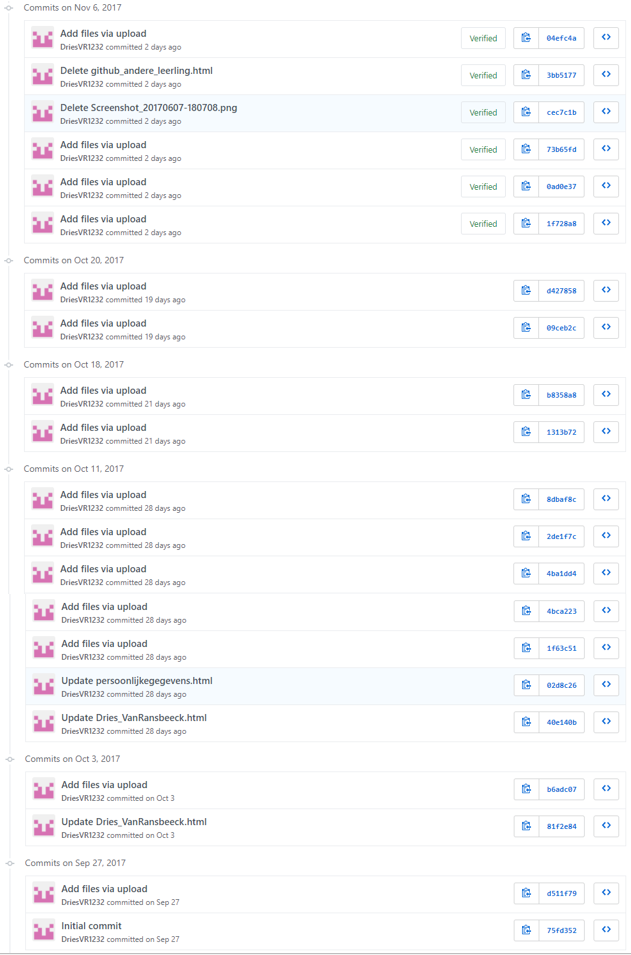 Commits on Nov 6, 2017
Add files via upload
DriesVR1232 committed 2 days ago
Verified
04efc4a
Delete github_andere_leerling.html
DriesVR1232 committed 2 days ago
Verified
3bb5177
Delete Screenshot_20170607-180708.png
DriesVR1232 committed 2 days ago
Verified
cec7c1b
Add files via upload
DriesVR1232 committed 2 days ago
Verified
73b65fd
Add files via upload
DriesVR1232 committed 2 days ago
Verified
0ad0e37
Add files via upload
DriesVR1232 committed 2 days ago
Verified
1f728a8
Commits on Oct 20, 2017
Add files via upload
DriesVR1232 committed 19 days ago
d427858
Add files via upload
DriesVR1232 committed 19 days ago
09ceb2c
Commits on Oct 18, 2017
Add files via upload
DriesVR1232 committed 21 days ago
b8358a8
Add files via upload
DriesVR1232 committed 21 days ago
1313b72
Commits on Oct 11, 2017
Add files via upload
DriesVR1232 committed 28 days ago
8dbaf8c
Add files via upload
DriesVR1232 committed 28 days ago
2de1f7c
Add files via upload
DriesVR1232 committed 28 days ago
4ba1dd4
Add files via upload
DriesVR1232 committed 28 days ago
4bca223
Add files via upload
DriesVR1232 committed 28 days ago
1f63c51
Update persoonlijkegegevens.html
DriesVR1232 committed 28 days ago
02d8c26
Update Dries_VanRansbeeck.html
DriesVR1232 committed 28 days ago
40e140b
Commits on Oct 3, 2017
Add files via upload
DriesVR1232 committed on Oct 3
b6adc07
Update Dries_VanRansbeeck.html
DriesVR1232 committed on Oct 3
81f2e84
Commits on Sep 27, 2017
Add files via upload
DriesVR1232 committed on Sep 27
d511f79
Initial commit
DriesVR1232 committed on Sep 27
75fd352